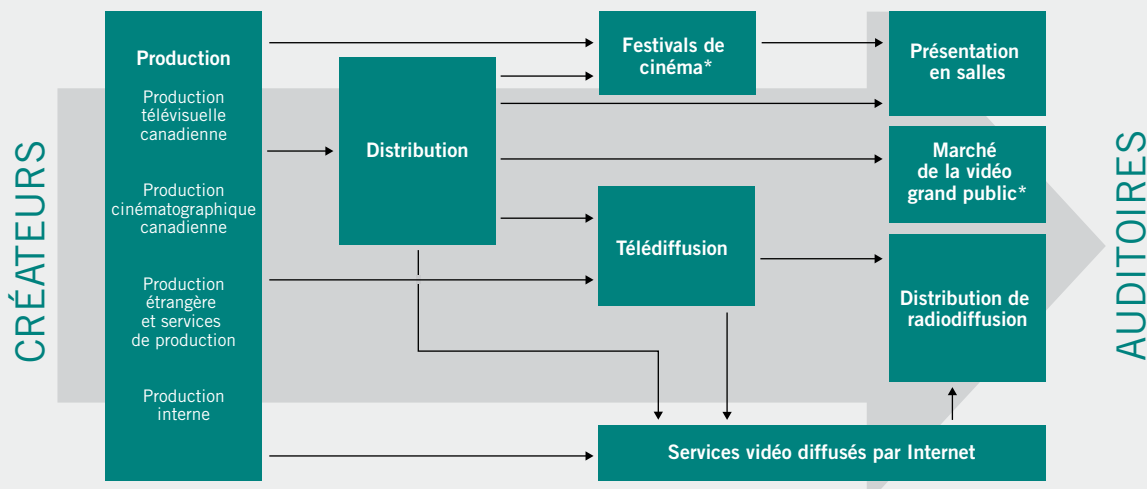 CRÉATEURS
Production
Production
télévisuelle
canadienne
Production
cinématographique
canadienne
Production
étrangère
et services
de production
Production
interne
Distribution
Festivals de
cinéma*
Télédiffusion
Services vidéo diffusés par Internet
Présentation
en salles
Marché
de la vidéo
grand public*
Distribution de
radiodiffusion
AUDITOIRES